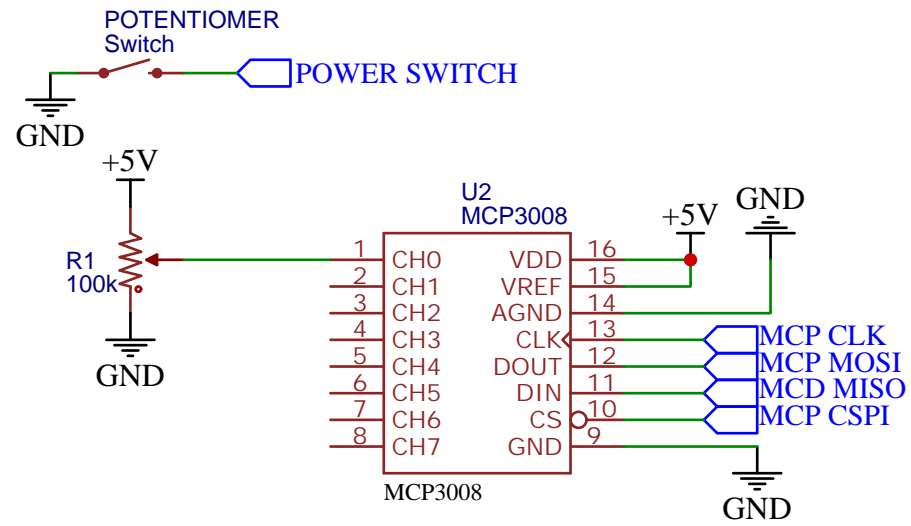 POTENTIOMER
Switch
POWER SWITCH
GND
+5V
R1
100k
GND
U2
MCP3008
+5V
GND
1 CH0 VDD 16
2 CH1 VREF 15
3 CH2 AGND 14
4 CH3 CLK 13 MCP CLK
5 CH4 DOUT 12 MCP MOSI
6 CH5 DIN 11 MCD MISO
7 CH6 CS 10 MCP CSPI
8 CH7 GND 9
MCP3008
GND